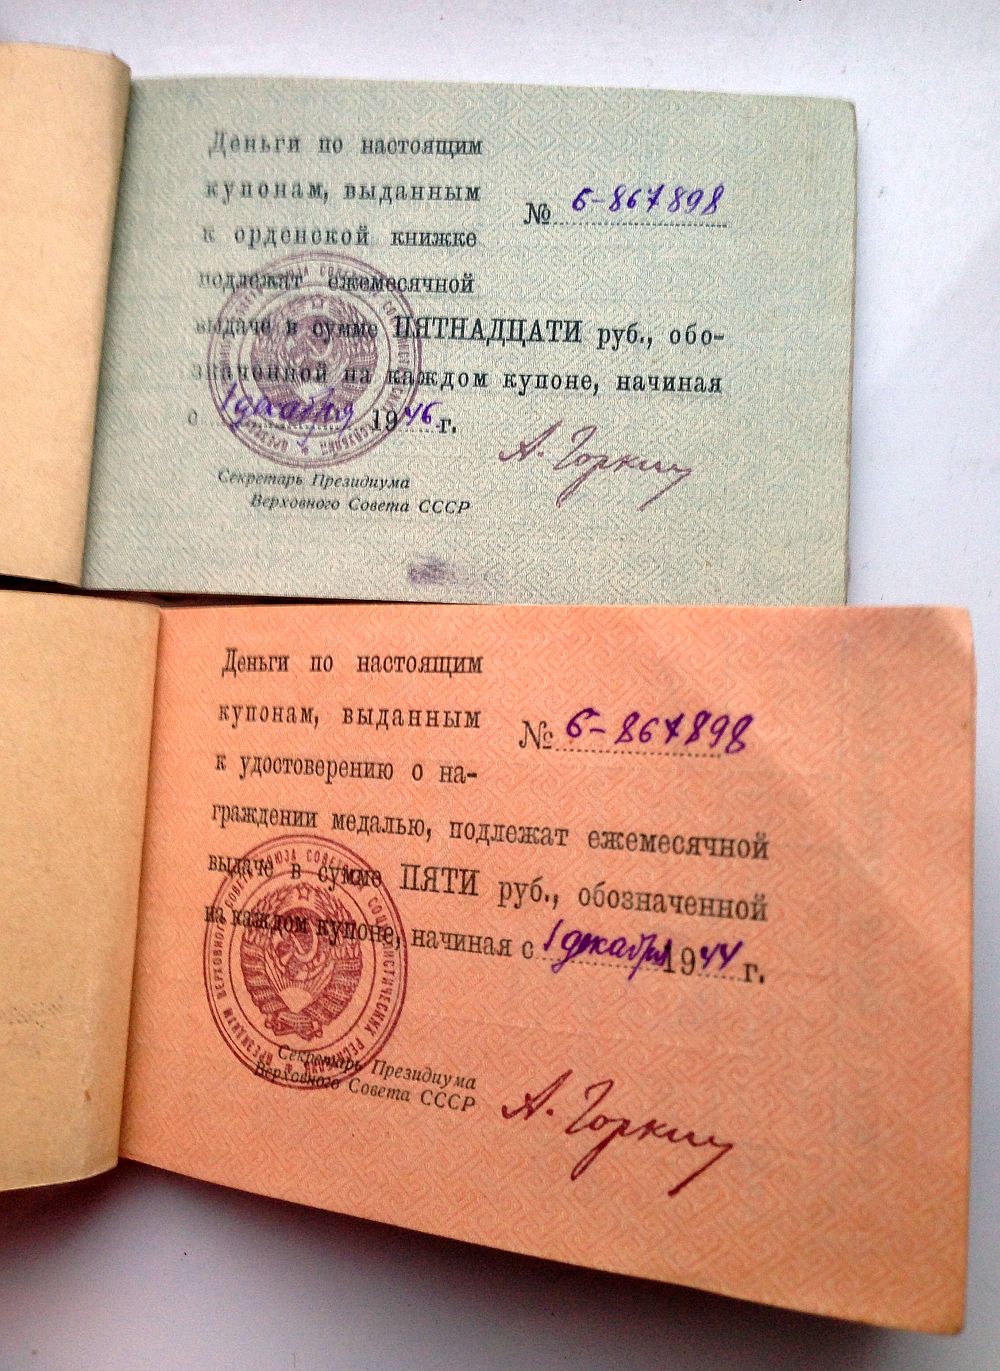 Деньги по настоящим
купонам, выданным
к орденской книжке
подлежат ежемесячной
выдаче в сумме ПЯТНАДЦАТИ руб., обо-
значенной на каждом купоне, начиная
с 1 декабря 1946 г.
№ Б-867898
Секретарь Президиума
Верховного Совета СССР
А. Горкин
Деньги по настоящим
купонам, выданным
к удостоверению о на-
граждении медалью, подлежат ежемесячной
выдаче в сумме ПЯТИ руб., обозначенной
на каждом купоне, начиная с 1 декабря 1944 г.
№ Б-867898
Секретарь Президиума
Верховного Совета СССР
А. Горкин